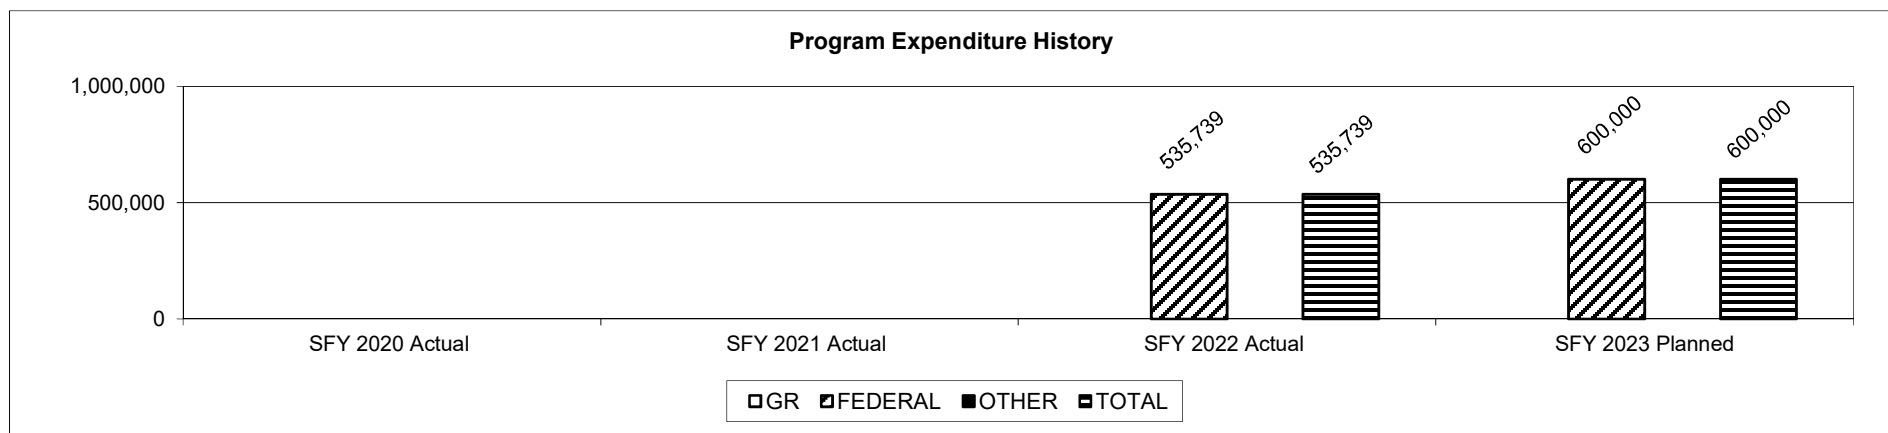 Program Expenditure History
1,000,000
500,000
0
535,739
535,739
600,000
600,000
SFY 2020 Actual
SFY 2021 Actual
SFY 2022 Actual
SFY 2023 Planned
GR FEDERAL OTHER TOTAL